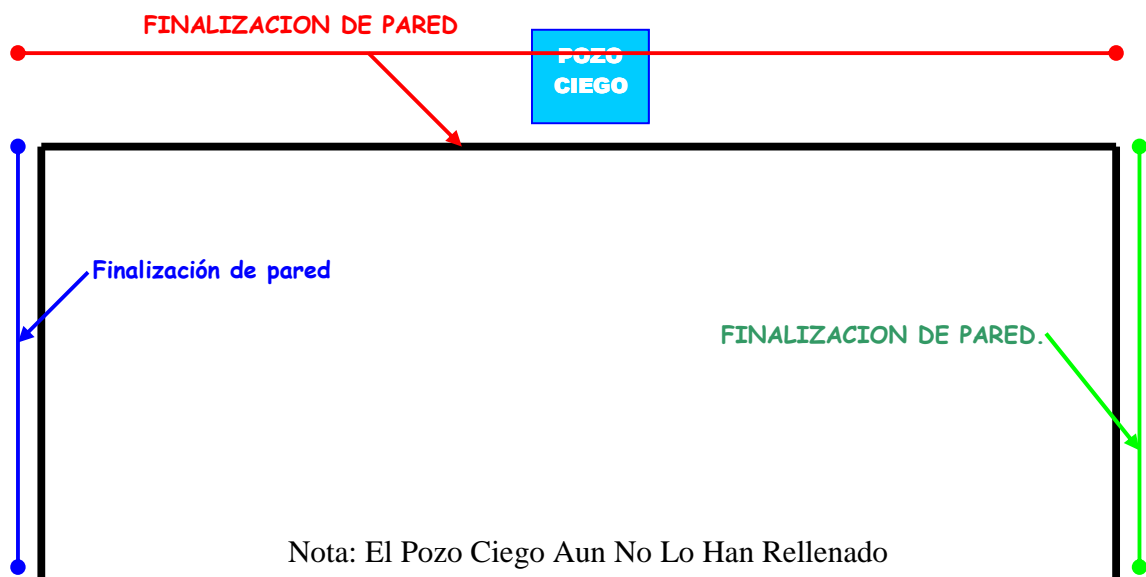 FINALIZACION DE PARED
POZO
CIEGO
Finalización de pared
FINALIZACION DE PARED.
Nota: El Pozo Ciego Aun No Lo Han Rellenado